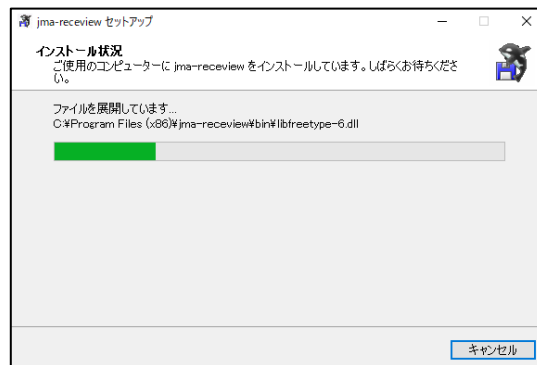 jma-receview セットアップ
インストール状況
ご使用のコンピューターに jma-receview をインストールしています。しばらくお待ちくださ
い。
ファイルを展開しています...
C:¥Program Files (x86)¥jma-receview¥bin¥libfreetype-6.dll
キャンセル